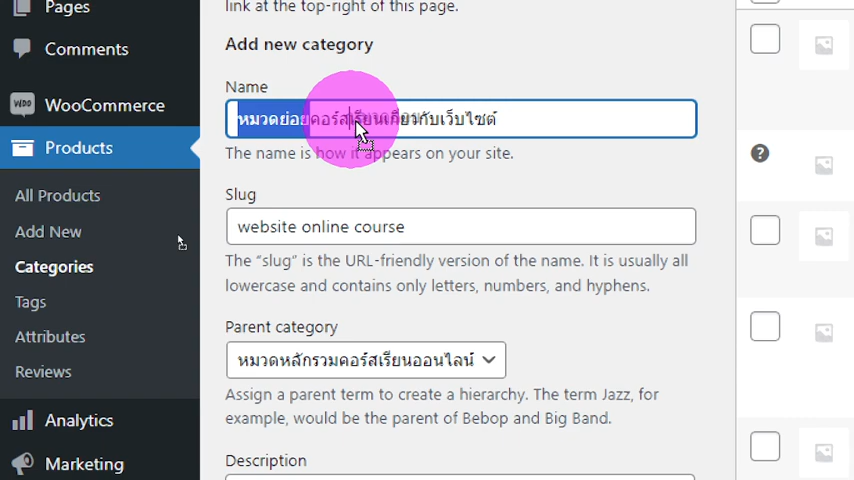 Pages
Comments
WooCommerce
Products
All Products
Add New
Categories
Tags
Attributes
Reviews
Analytics
Marketing
link at the top-right of this page.
Add new category
Name
หมวดย่อยคอร์สเรียนเกี่ยวกับเว็บไซต์
The name is how it appears on your site.
Slug
website online course
The “slug” is the URL-friendly version of the name. It is usually all
lowercase and contains only letters, numbers, and hyphens.
Parent category
หมวดหลักรวมคอร์สเรียนออนไลน์
Assign a parent term to create a hierarchy. The term Jazz, for
example, would be the parent of Bebop and Big Band.
Description